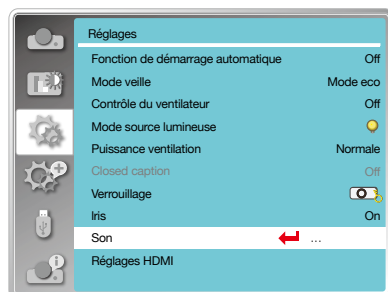 Réglages
Fonction de démarrage automatique Off
Mode veille Mode eco
Contrôle du ventilateur Off
Mode source lumineuse
Puissance ventilation Normale
Closed caption Off
Verrouillage
Iris On
Son ...
Réglages HDMI